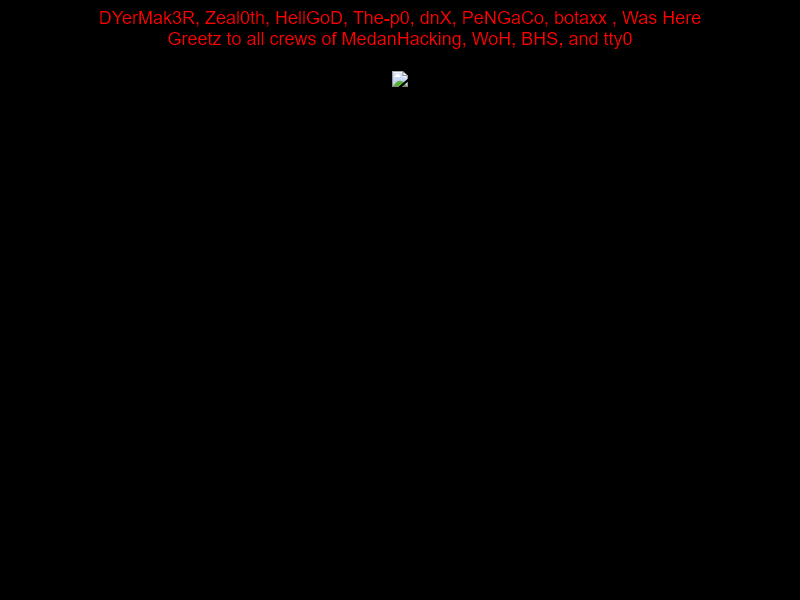 DYerMak3R, Zeal0th, HellGoD, The-p0, dnX, PeNGaCo, botaxx , Was Here
Greetz to all crews of MedanHacking, WoH, BHS, and tty0